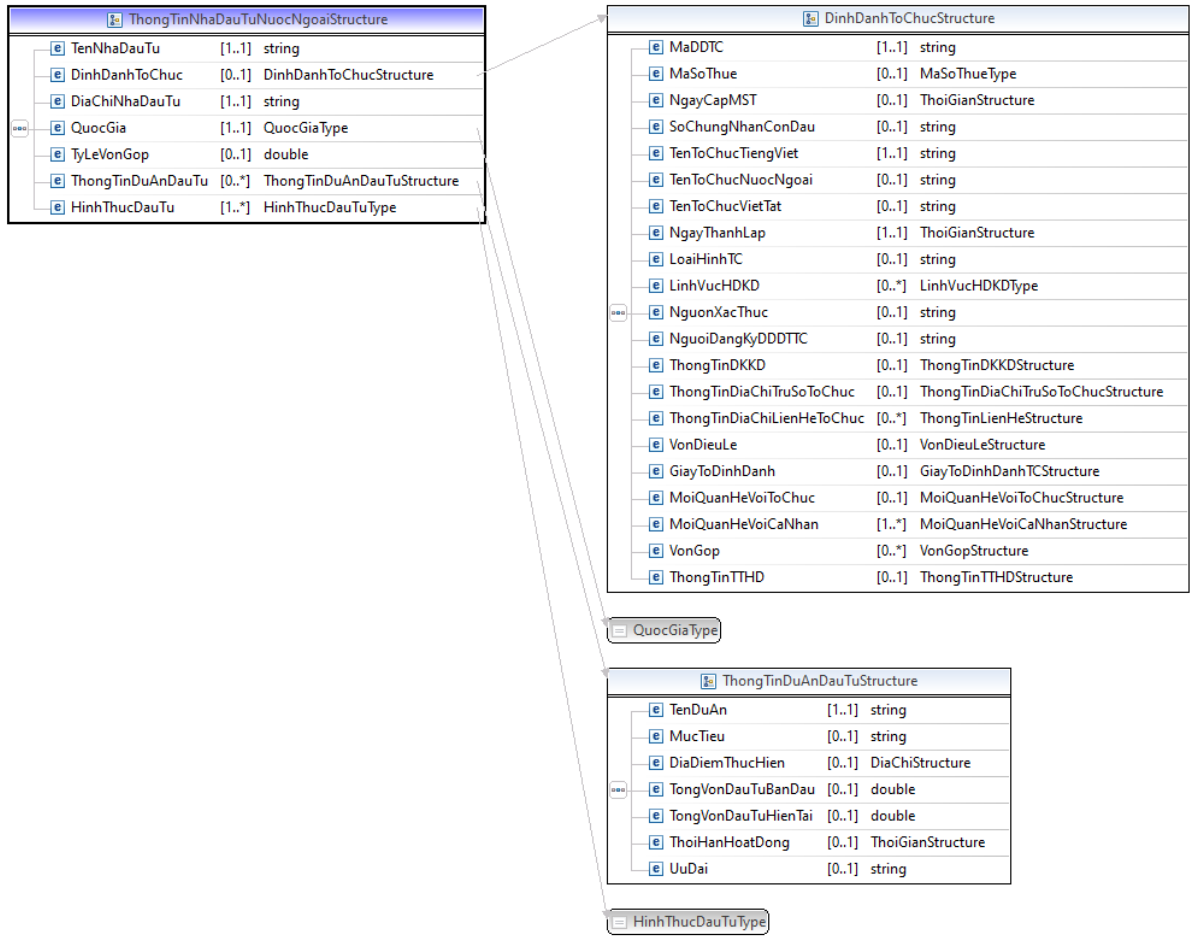 ThongTinNhaDauTuNuocNgoaiStructure
e TenNhaDauTu [1..1] string
e DinhDanhToChuc [0..1] DinhDanhToChucStructure
e DiaChiNhaDauTu [1..1] string
e QuocGia [1..1] QuocGiaType
e TyLeVonGop [0..1] double
e ThongTinDuAnDauTu [0..*] ThongTinDuAnDauTuStructure
e HinhThucDauTu [1..*] HinhThucDauTuType
DinhDanhToChucStructure
e MaDDTC [1..1] string
e MaSoThue [0..1] MaSoThueType
e NgayCapMST [0..1] ThoiGianStructure
e SoChungNhanConDau [0..1] string
e TenToChucTiengViet [1..1] string
e TenToChucNuocNgoai [0..1] string
e TenToChucVietTat [0..1] string
e NgayThanhLap [1..1] ThoiGianStructure
e LoaiHinhTC [0..1] string
e LinhVucHDKD [0..*] LinhVucHDKDType
e NguonXacThuc [0..1] string
e NguoiDangKyDDDTTC [0..1] string
e ThongTinDKKD [0..1] ThongTinDKKDStructure
e ThongTinDiaChiTruSoToChuc [0..1] ThongTinDiaChiTruSoToChucStructure
e ThongTinDiaChiLienHeToChuc [0..*] ThongTinLienHeStructure
e VonDieuLe [0..1] VonDieuLeStructure
e GiayToDinhDanh [0..1] GiayToDinhDanhTCStructure
e MoiQuanHeVoiToChuc [0..1] MoiQuanHeVoiToChucStructure
e MoiQuanHeVoiCaNhan [1..*] MoiQuanHeVoiCaNhanStructure
e VonGop [0..*] VonGopStructure
e ThongTinTTHD [0..1] ThongTinTTHDStructure
QuocGiaType
ThongTinDuAnDauTuStructure
e TenDuAn [1..1] string
e MucTieu [0..1] string
e DiaDiemThucHien [0..1] DiaChiStructure
e TongVonDauTuBanDau [0..1] double
e TongVonDauTuHienTai [0..1] double
e ThoiHanHoatDong [0..1] ThoiGianStructure
e UuDai [0..1] string
HinhThucDauTuType